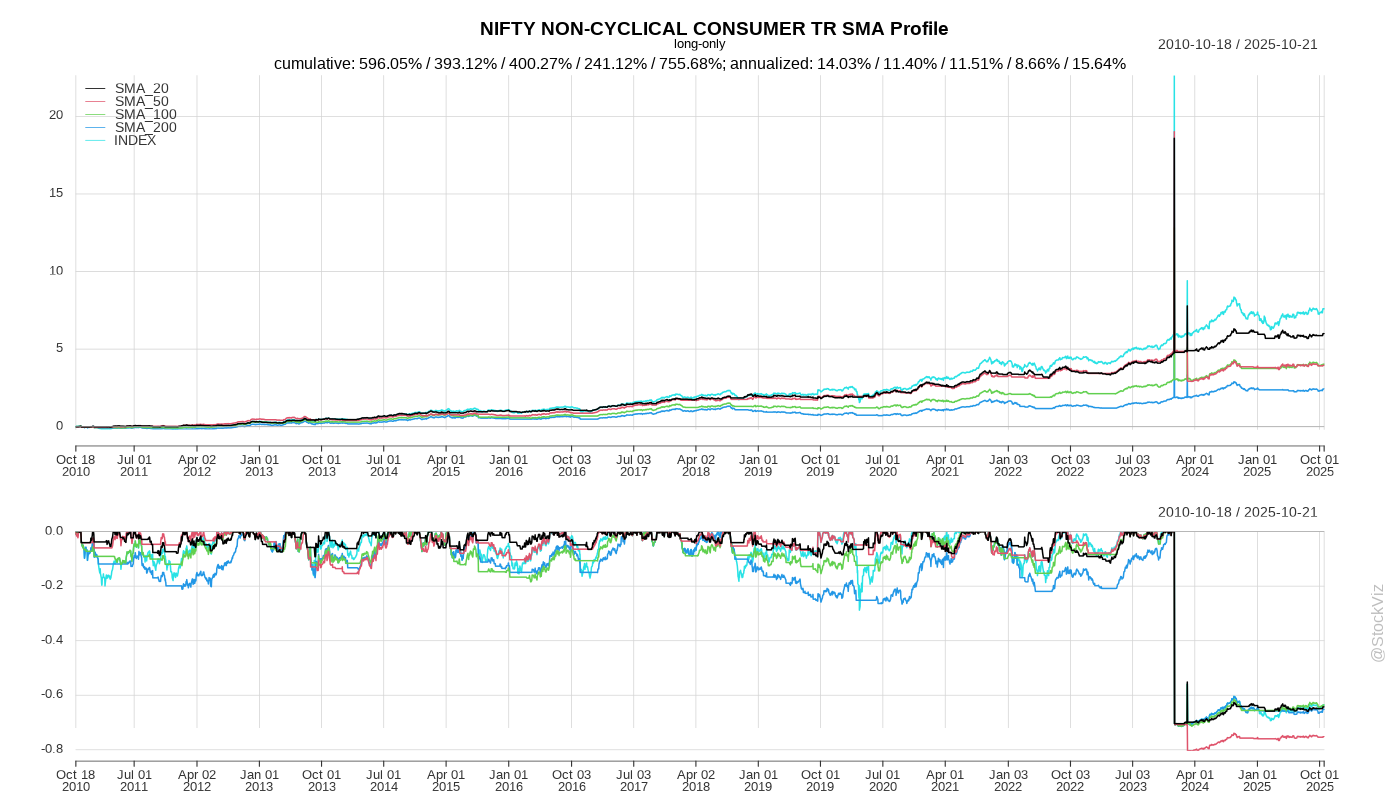 NIFTY NON-CYCLICAL CONSUMER TR SMA Profile
long-only
2010-10-18 / 2025-10-21
cumulative: 596.05% / 393.12% / 400.27% / 241.12% / 755.68%; annualized: 14.03% / 11.40% / 11.51% / 8.66% / 15.64%
SMA_20
SMA_50
SMA_100
SMA_200
INDEX
20
15
10
5
0
Oct 18 Jul 01 Apr 02 Jan 01 Oct 01 Jul 01 Apr 01 Jan 01 Oct 03 Jul 03 Apr 02 Jan 01 Oct 01 Jul 01 Apr 01 Jan 03 Oct 03 Jul 03 Apr 01 Jan 01 Oct 01
2010 2011 2012 2013 2013 2014 2015 2016 2016 2017 2018 2019 2019 2020 2021 2022 2022 2023 2024 2025 2025
2010-10-18 / 2025-10-21
0.0
-0.2
-0.4
-0.6
-0.8
Oct 18 Jul 01 Apr 02 Jan 01 Oct 01 Jul 01 Apr 01 Jan 01 Oct 03 Jul 03 Apr 02 Jan 01 Oct 01 Jul 01 Apr 01 Jan 03 Oct 03 Jul 03 Apr 01 Jan 01 Oct 01
2010 2011 2012 2013 2013 2014 2015 2016 2016 2017 2018 2019 2019 2020 2021 2022 2022 2023 2024 2025 2025
@StockViz